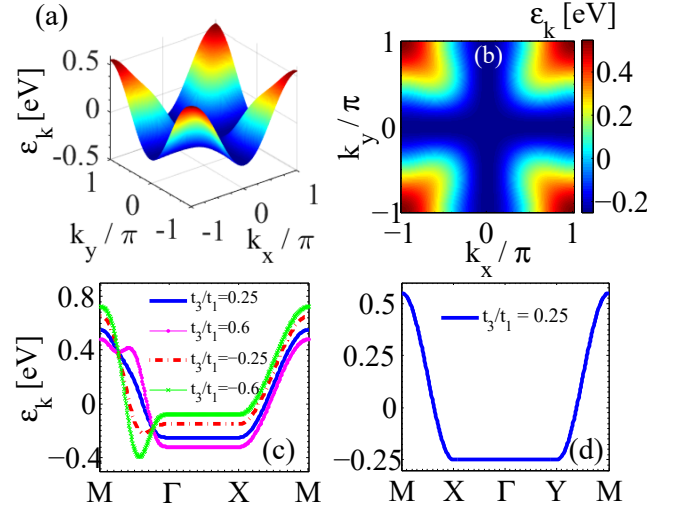 (a)
ε_k [eV]
0.5
0
−0.5
1
0
-1
k_y / π
-1
0
1
k_x / π
ε_k [eV]
(b)
1
0
−1
k_y / π
−1
0
1
k_x / π
0.4
0.2
0
−0.2
ε_k [eV]
0.8
0.4
0
−0.4
t_3/t_1=0.25
t_3/t_1=0.6
t_3/t_1=−0.25
t_3/t_1=−0.6
(c)
M Γ X M
0.5
0.25
0
−0.25
t_3/t_1 = 0.25
(d)
M X Γ Y M